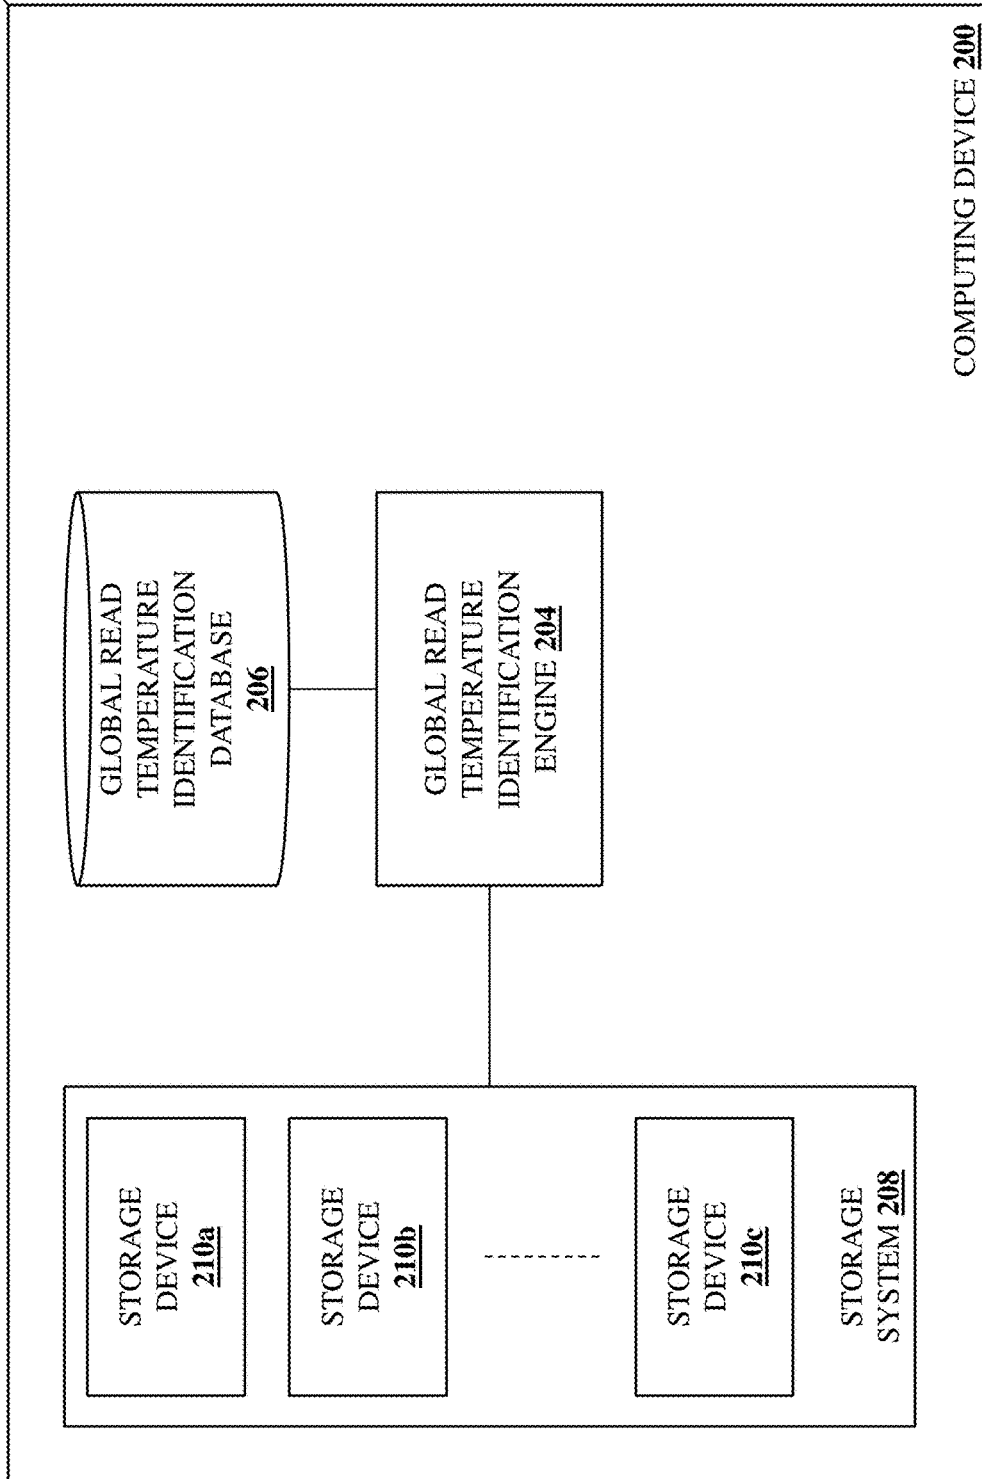 STORAGE
DEVICE
210a
STORAGE
DEVICE
210b
STORAGE
DEVICE
210c
STORAGE
SYSTEM 208
GLOBAL READ
TEMPERATURE
IDENTIFICATION
DATABASE
206
GLOBAL READ
TEMPERATURE
IDENTIFICATION
ENGINE 204
COMPUTING DEVICE 200